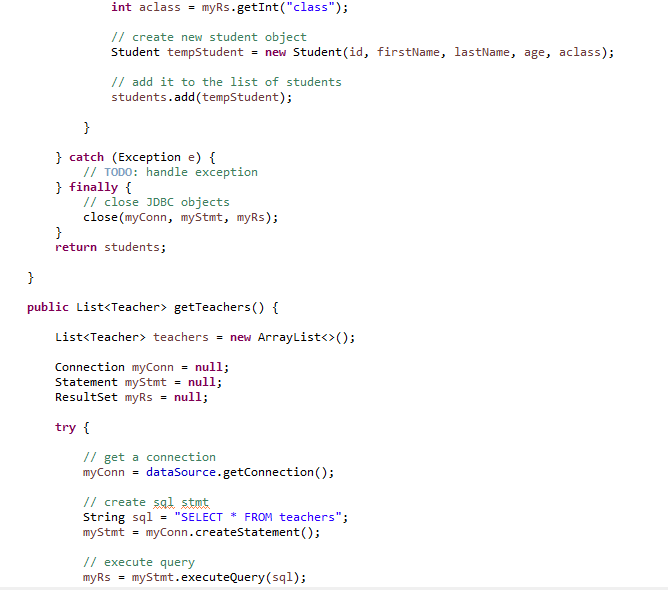 int aclass = myRs.getInt("class");
// create new student object
Student tempStudent = new Student(id, firstName, lastName, age, aclass);
// add it to the list of students
students.add(tempStudent);
}
} catch (Exception e) {
// TODO: handle exception
} finally {
// close JDBC objects
close(myConn, myStmt, myRs);
}
return students;
}
public List<Teacher> getTeachers() {
List<Teacher> teachers = new ArrayList<>();
Connection myConn = null;
Statement myStmt = null;
ResultSet myRs = null;
try {
// get a connection
myConn = dataSource.getConnection();
// create sql stmt
String sql = "SELECT * FROM teachers";
myStmt = myConn.createStatement();
// execute query
myRs = myStmt.executeQuery(sql);